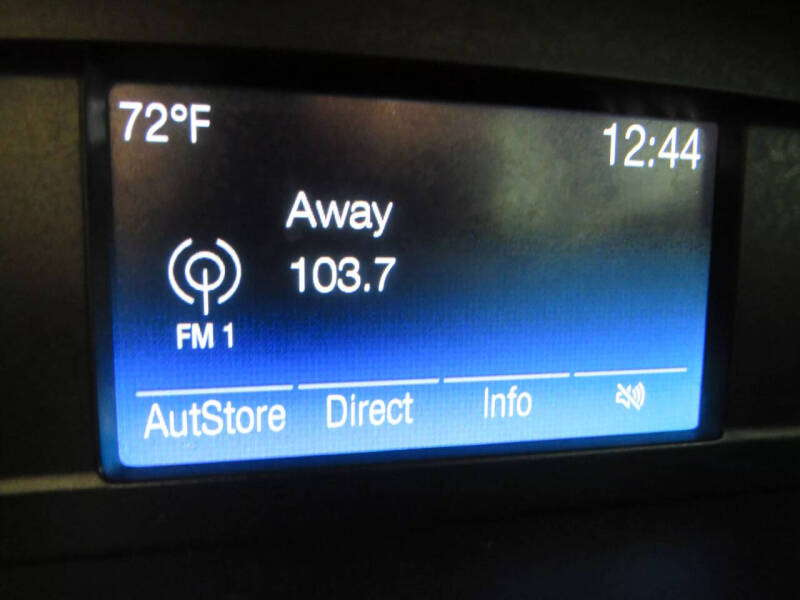 72°F
12:44
Away
103.7
FM 1
AutStore Direct Info